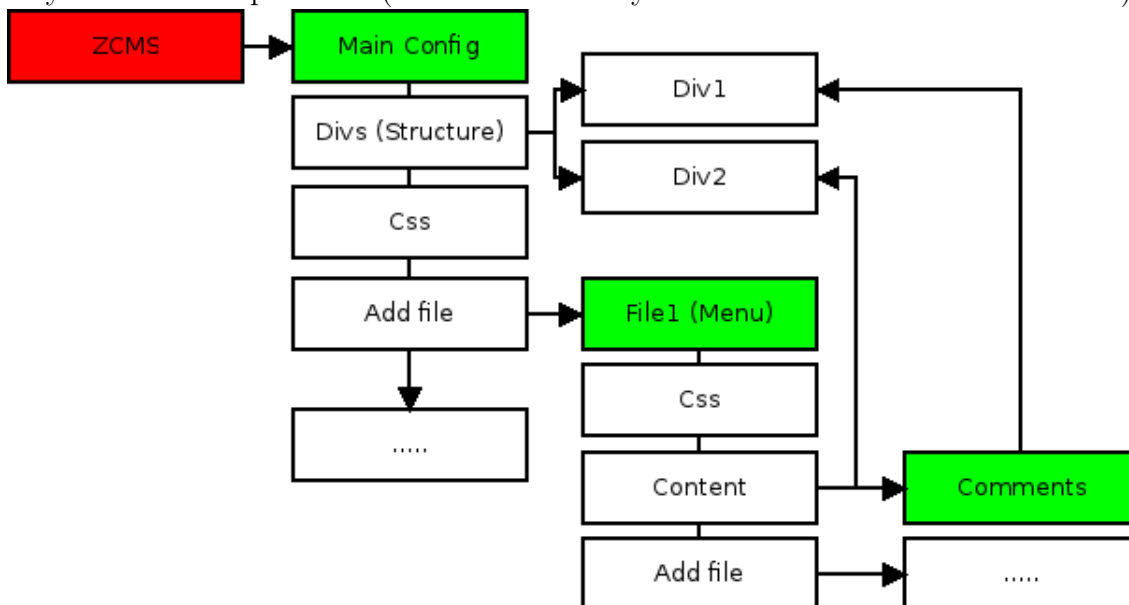 ZCMS
Main Config
Div1
Divs (Structure)
Div2
Css
Add file
File1 (Menu)
Css
.....
Content
Comments
Add file
.....